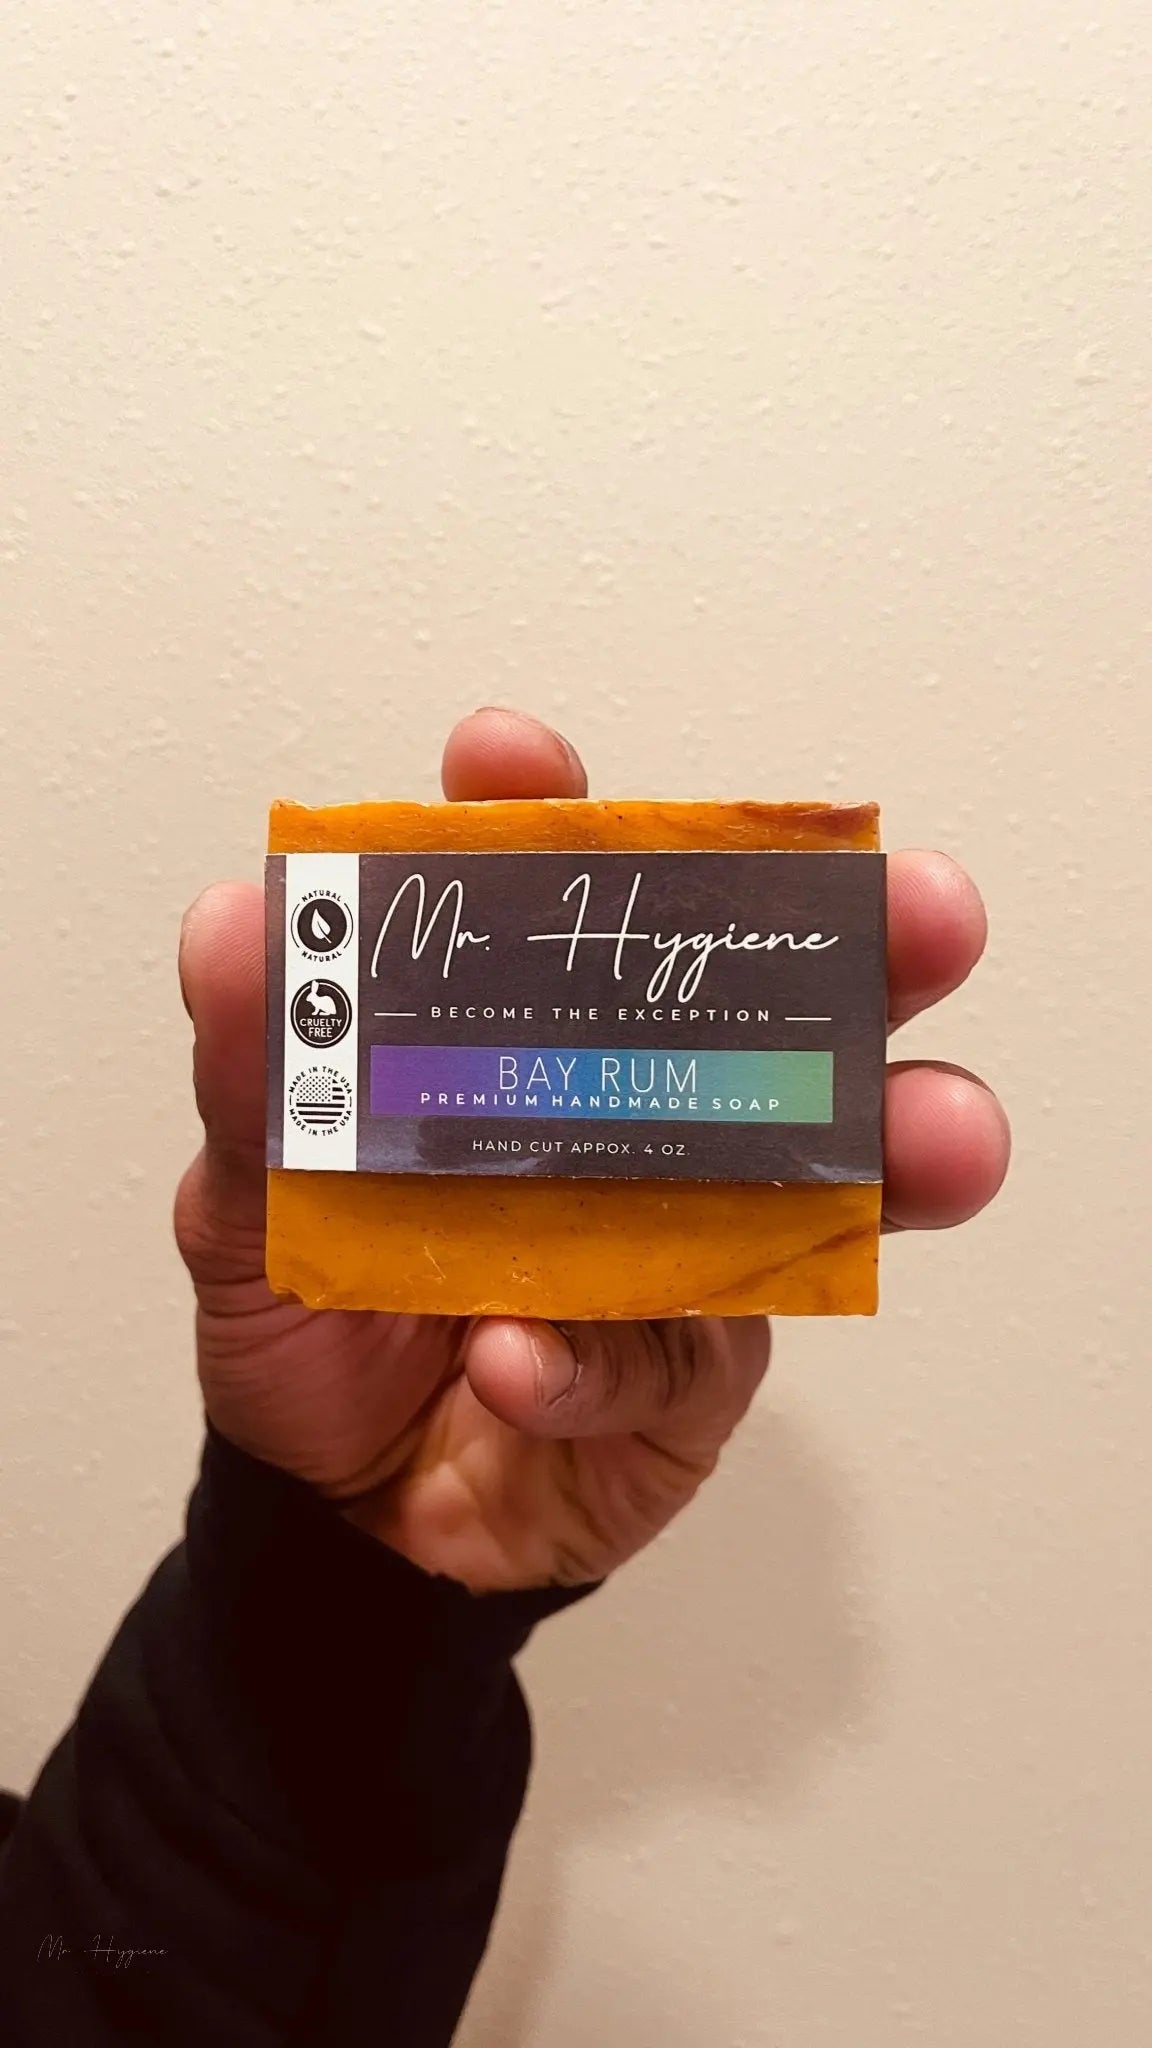 NATURAL
NATURAL
CRUELTY
FREE
MADE IN THE USA
MADE IN THE USA
Mr. Hygiene
BECOME THE EXCEPTION
BAY RUM
PREMIUM HANDMADE SOAP
HAND CUT APPOX. 4 OZ.
Mr. Hygiene